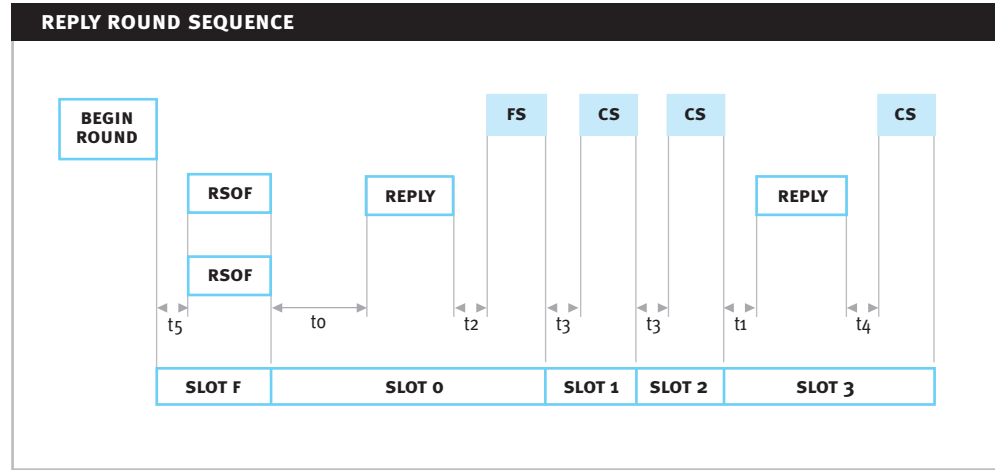 REPLY ROUND SEQUENCE
BEGIN
ROUND
FS
CS
CS
CS
RSOF
REPLY
REPLY
RSOF
t5
t0
t2
t3
t3
t1
t4
SLOT F
SLOT 0
SLOT 1
SLOT 2
SLOT 3